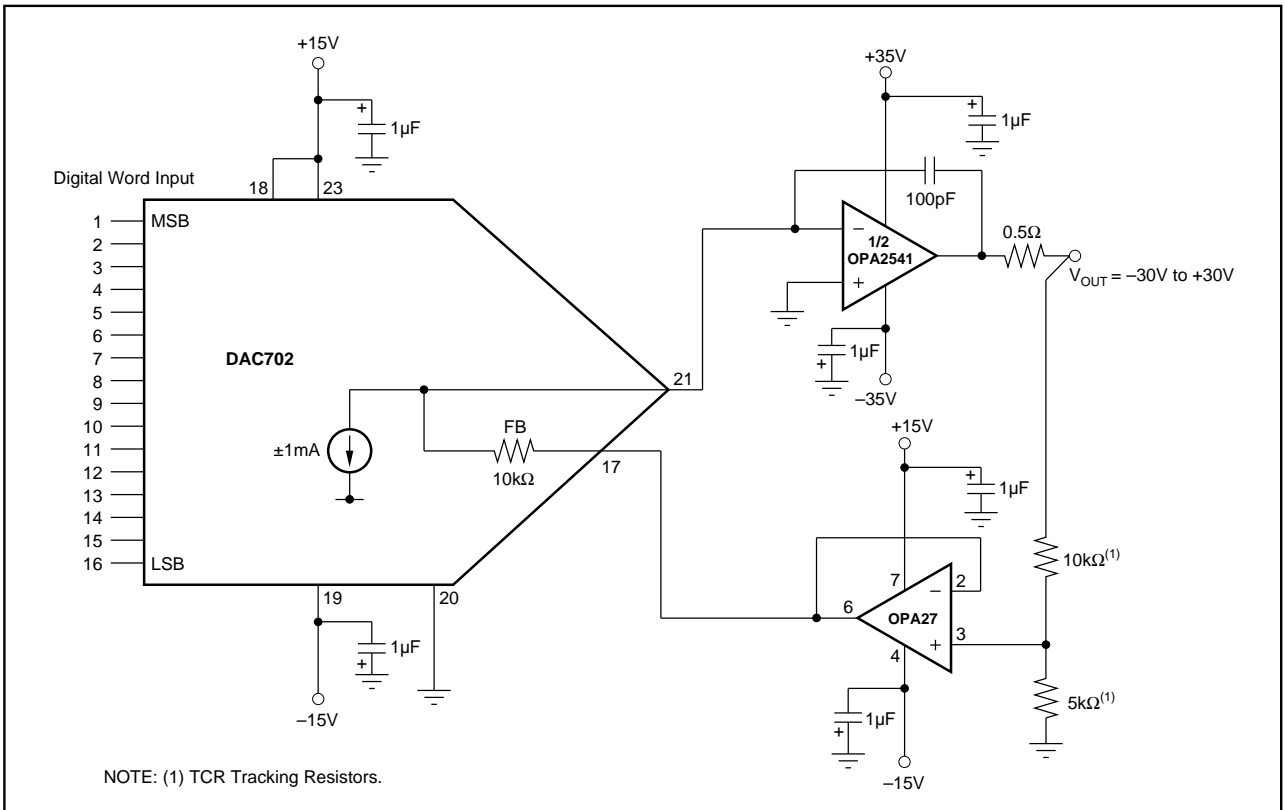 +15V
+
1µF
Digital Word Input
18
23
1
MSB
2
3
4
5
6
7
8
9
10
11
12
13
14
15
16
LSB
DAC702
±1mA
FB
10kΩ
21
17
19
20
1µF
+
–15V
+35V
+
1µF
100pF
–
1/2
OPA2541
+
0.5Ω
VOUT = –30V to +30V
1µF
+
–35V
+15V
+
1µF
7
2
–
6
OPA27
+
3
4
10kΩ(1)
5kΩ(1)
1µF
+
–15V
NOTE: (1) TCR Tracking Resistors.